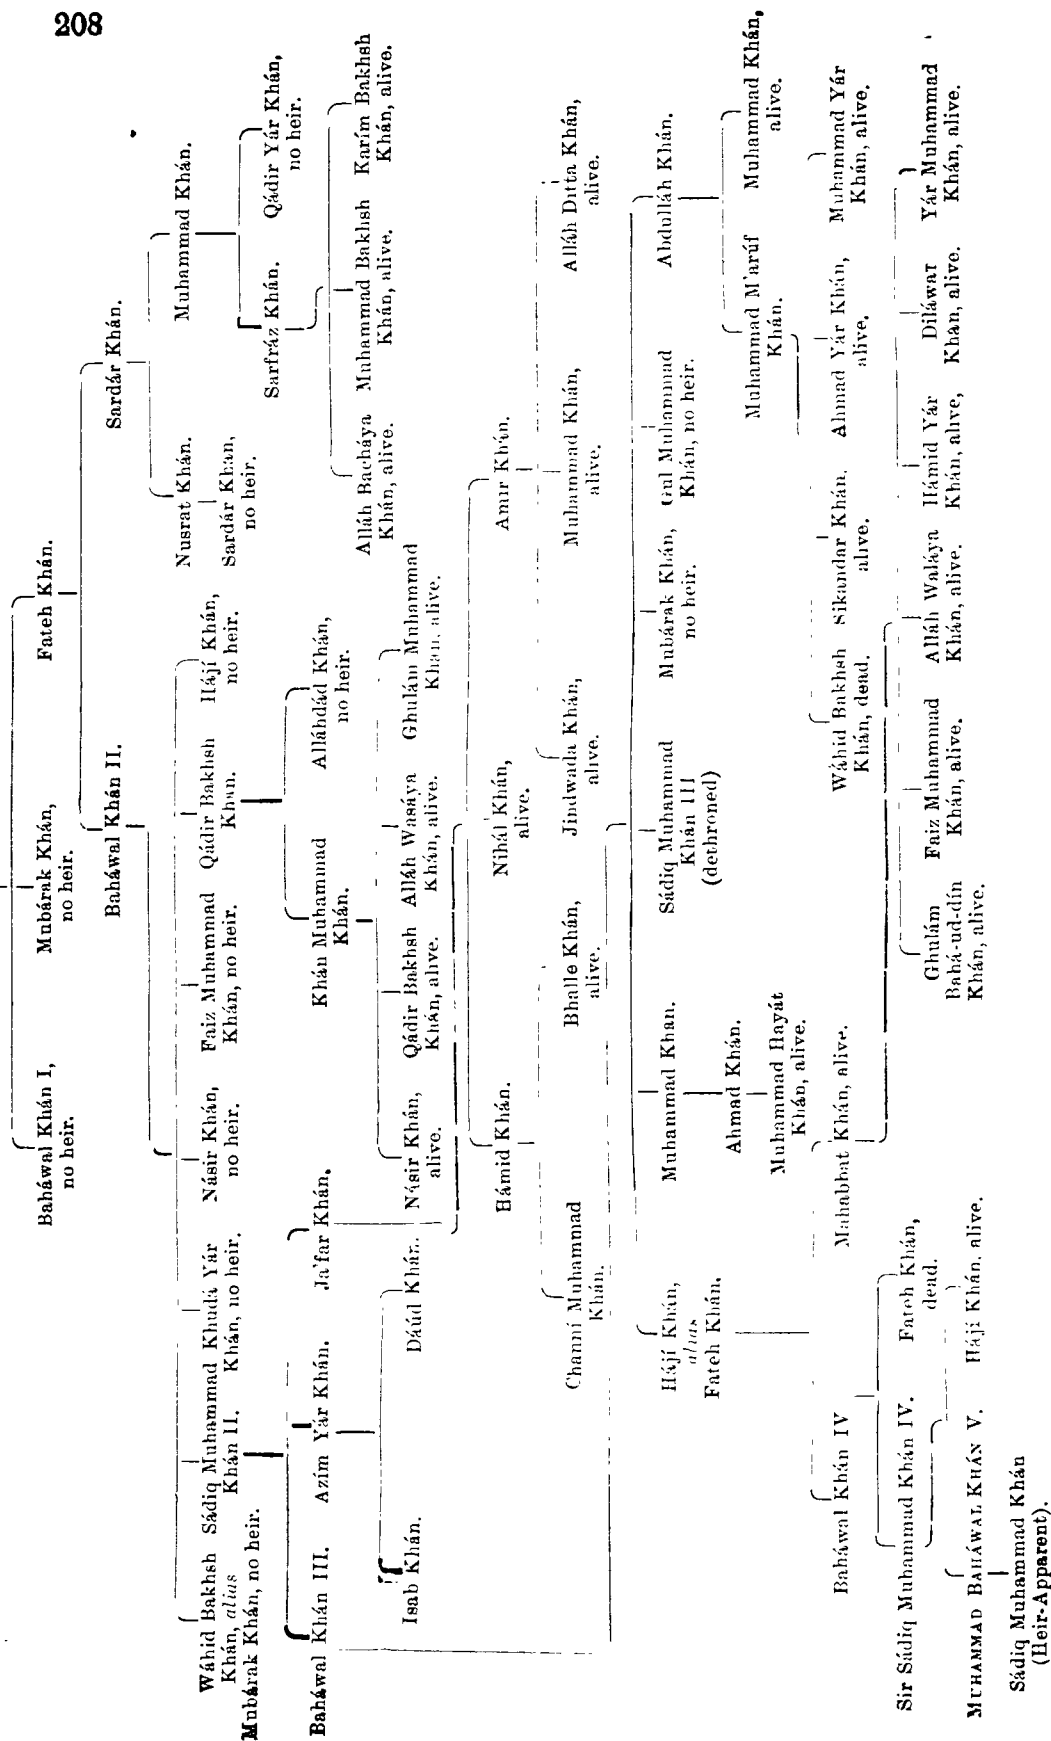 208
Baháwal Khán I,
no heir.
Mubárak Khán,
no heir.
Fateh Khán.
Baháwal Khán II.
Sardár Khán.
Wáhid Bakhsh
Khán, alias
Mubárak Khán, no heir.
Sádiq Muhammad
Khán II.
Khudá Yár
Khán, no heir.
Násir Khán,
no heir.
Faiz Muhammad
Khán, no heir.
Qádir Bakhsh
Khán.
Hájí Khán,
no heir.
Nusrat Khán.
Sardár Khan,
no heir.
Muhammad Khán.
Baháwal Khán III.
Azím Yár Khán.
Ja'far Khán.
Khán Muhammad
Khán.
Alláhdád Khán,
no heir.
Sarfráz Khán.
Qádir Yár Khán,
no heir.
Isab Khán.
Dáúd Khán.
Násir Khán,
alive.
Qádir Bakhsh
Khán, alive.
Alláh Wasáya
Khán, alive.
Ghulám Muhammad
Khan, alive.
Alláh Bacháya
Khán, alive.
Muhammad Bakhsh
Khán, alive.
Karím Bakhsh
Khán, alive.
Hámid Khán.
Nihál Khán,
alive.
Amír Khán.
Channí Muhammad
Khán.
Bhalle Khán,
alive.
Jindwada Khán,
alive.
Muhammad Khán,
alive.
Alláh Ditta Khán,
alive.
Hájí Khán,
alias
Fateh Khán.
Muhammad Khan.
Sádiq Muhammad
Khán III
(dethroned)
Mubárak Khán,
no heir.
Gul Muhammad
Khán, no heir.
Abdulláh Khán.
Ahmad Khán.
Muhammad Hayát
Khán, alive.
Muhammad M'arúf
Khán.
Muhammad Khán,
alive.
Baháwal Khán IV
Mahabbat Khán, alive.
Wáhid Bakhsh
Khán, dead.
Sikandar Khán.
alive.
Ahmad Yár Khán,
alive.
Muhammad Yár
Khán, alive.
Sir Sádiq Muhammad Khán IV.
Fateh Khán,
dead.
Ghulám
Bahá-ud-dín
Khán, alive.
Faiz Muhammad
Khán, alive.
Alláh Waláya
Khán, alive.
Hámid Yár
Khán, alive,
Diláwar
Khán, alive.
Yár Muhammad
Khán, alive.
MUHAMMAD BAHÁWAL KHÁN V.
Hájí Khán, alive.
Sádiq Muhammad Khán
(Heir-Apparent).